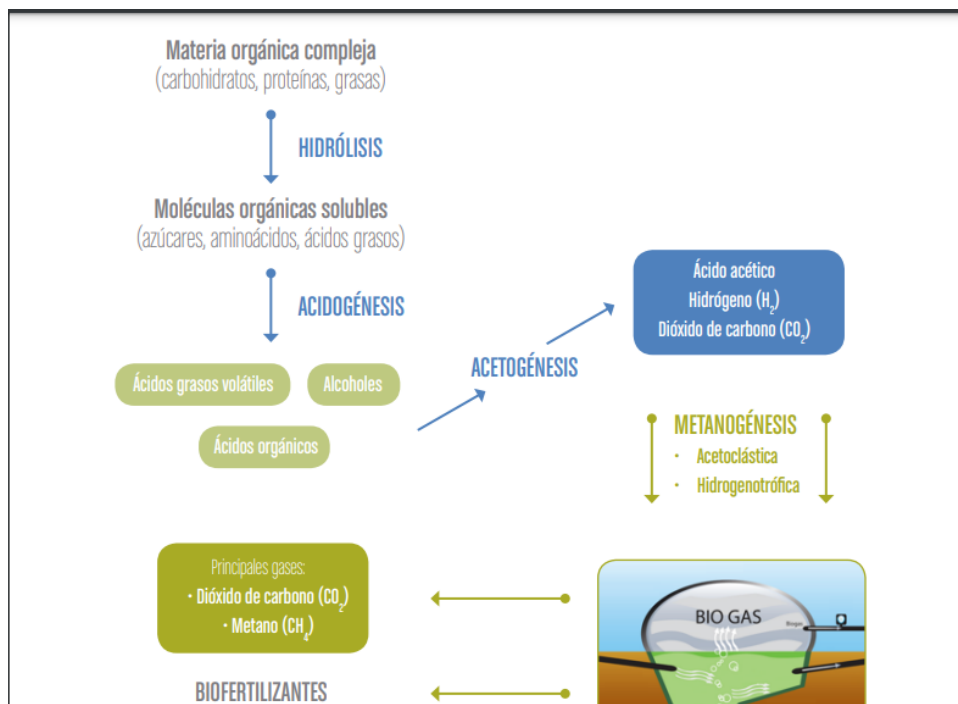 Materia orgánica compleja
(carbohidratos, proteínas, grasas)
HIDRÓLISIS
Moléculas orgánicas solubles
(azúcares, aminoácidos, ácidos grasos)
ACIDOGÉNESIS
Ácidos grasos volátiles
Alcoholes
Ácidos orgánicos
ACETOGÉNESIS
Ácido acético
Hidrógeno (H₂)
Dióxido de carbono (CO₂)
METANOGÉNESIS
• Acetoclástica
• Hidrogenotrófica
Principales gases:
• Dióxido de carbono (CO₂)
• Metano (CH₄)
BIO GAS
Biogas
BIOFERTILIZANTES